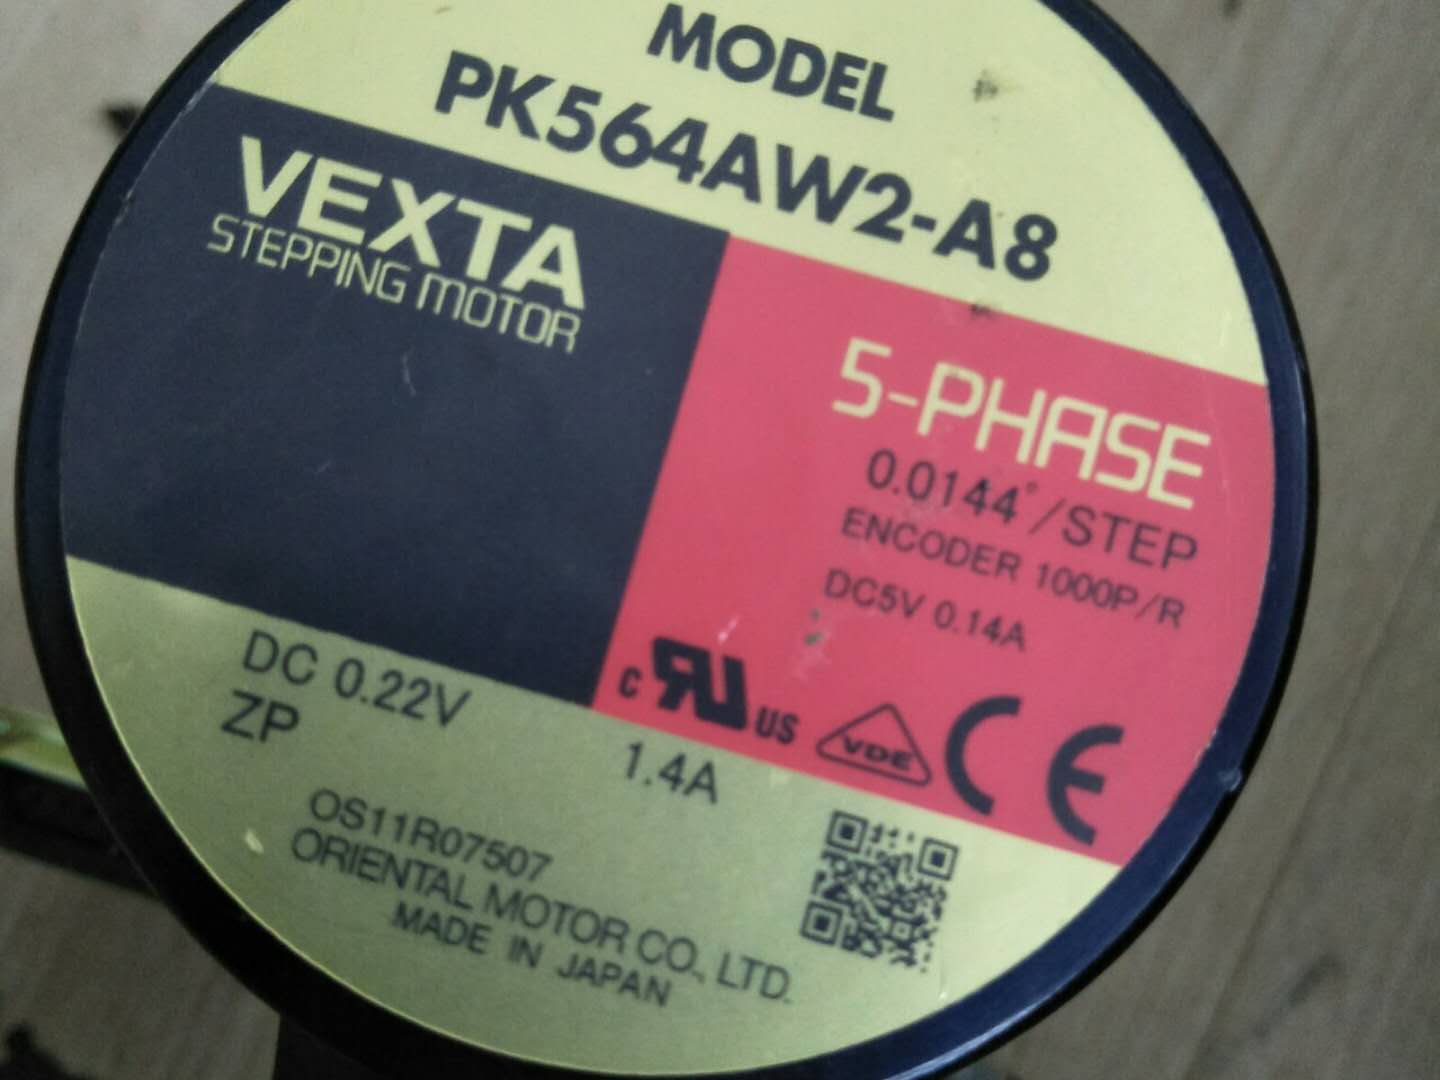 MODEL
PK564AW2-A8
VEXTA
STEPPING MOTOR
5-PHASE
0.0144°/STEP
ENCODER 1000P/R
DC5V 0.14A
c RU US
VDE
CE
DC 0.22V 1.4A
ZP
OS11R07507
ORIENTAL MOTOR CO., LTD.
MADE IN JAPAN